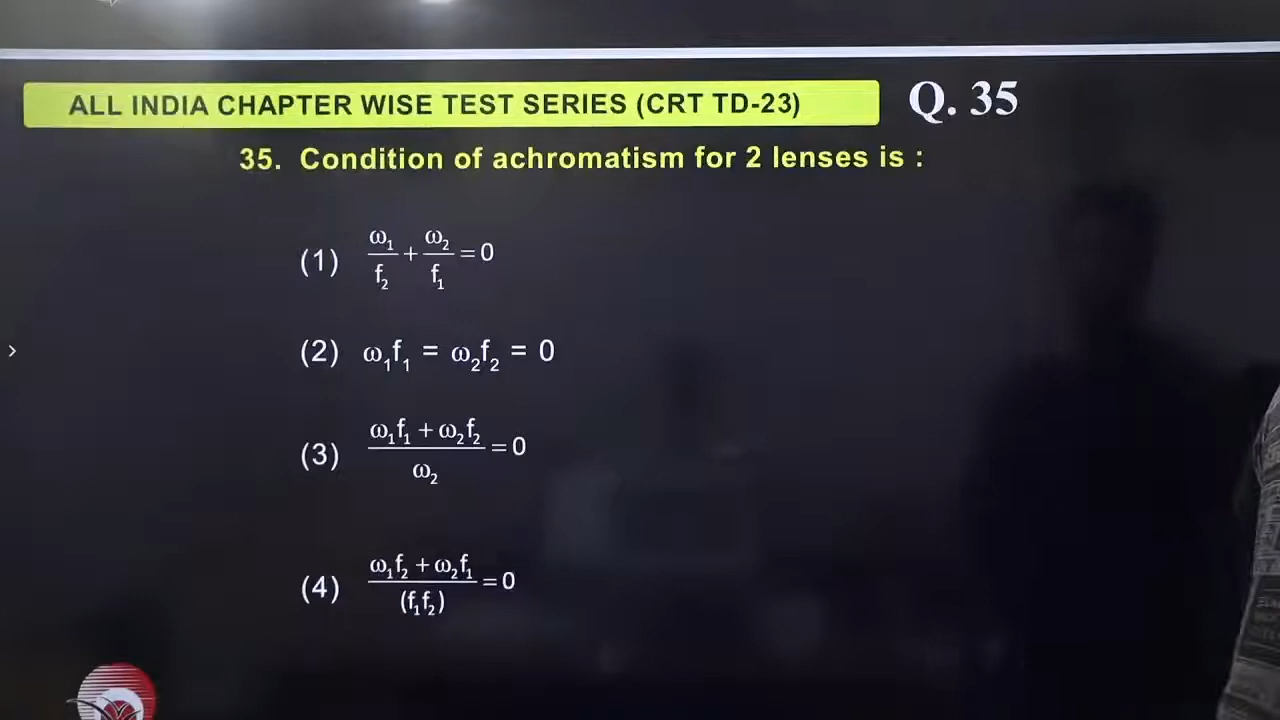 ALL INDIA CHAPTER WISE TEST SERIES (CRT TD-23) Q. 35
35. Condition of achromatism for 2 lenses is :
(1) ω₁/f₂ + ω₂/f₁ = 0
(2) ω₁f₁ = ω₂f₂ = 0
(3) (ω₁f₁ + ω₂f₂)/ω₂ = 0
(4) (ω₁f₂ + ω₂f₁)/(f₁f₂) = 0